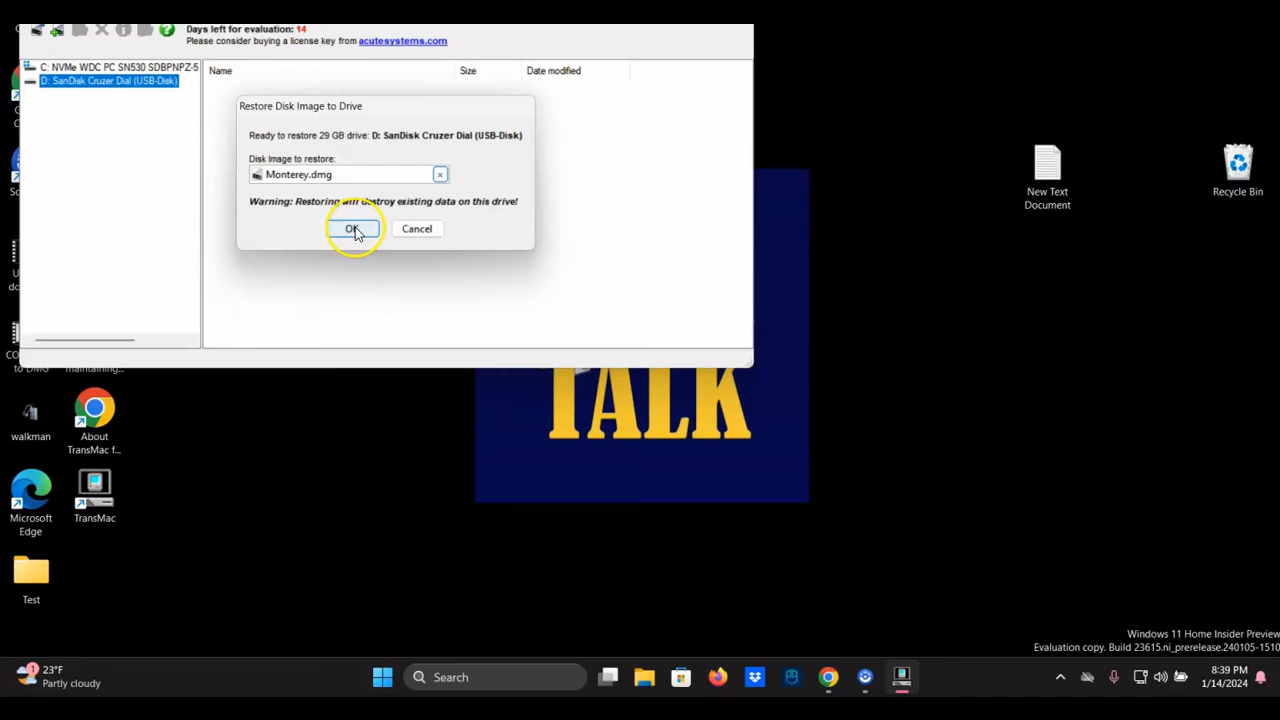 Days left for evaluation: 14
Please consider buying a license key from acutesystems.com
C: NVMe WDC PC SN530 SDBPNPZ-5
D: SanDisk Cruzer Dial (USB-Disk)
Name Size Date modified
Restore Disk Image to Drive
Ready to restore 29 GB drive: D: SanDisk Cruzer Dial (USB-Disk)
Disk Image to restore:
Monterey.dmg
Warning: Restoring will destroy existing data on this drive!
OK Cancel
TALK
New Text
Document
Recycle Bin
to DMG
maintaining...
walkman
About
TransMac f...
Microsoft
Edge
TransMac
Test
Windows 11 Home Insider Preview
Evaluation copy. Build 23615.ni_prerelease.240105-1510
1
23°F
Partly cloudy
Search
8:39 PM
1/14/2024